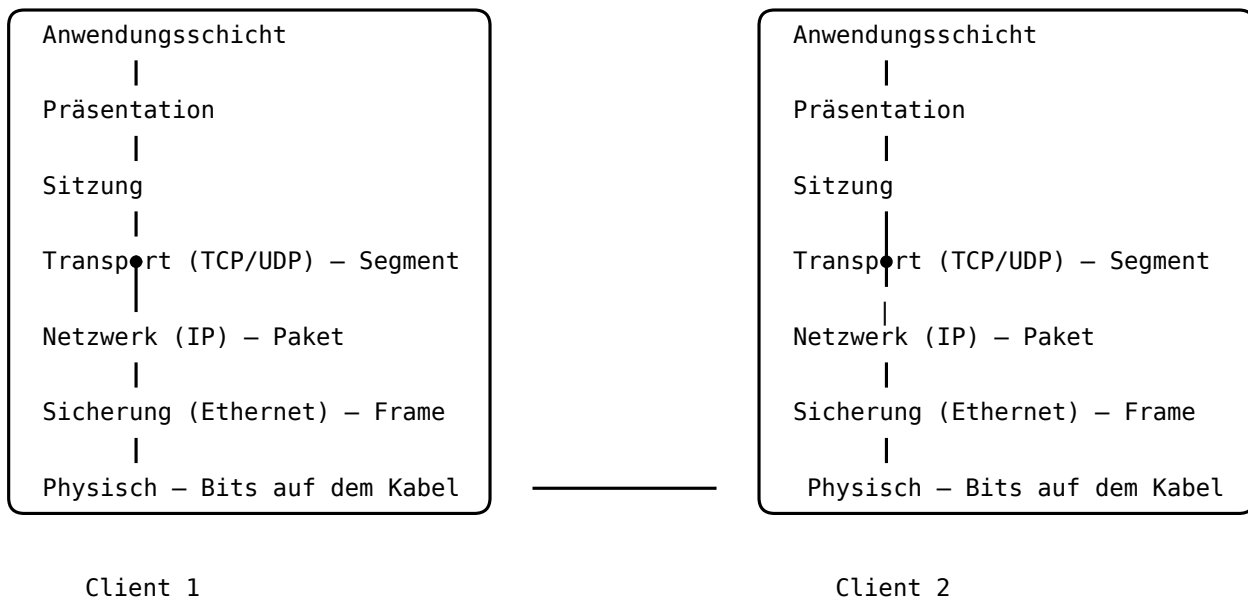 Anwendungsschicht
Präsentation
Sitzung
Transport (TCP/UDP) – Segment
Netzwerk (IP) – Paket
Sicherung (Ethernet) – Frame
Physisch – Bits auf dem Kabel
Client 1
Anwendungsschicht
Präsentation
Sitzung
Transport (TCP/UDP) – Segment
Netzwerk (IP) – Paket
Sicherung (Ethernet) – Frame
Physisch – Bits auf dem Kabel
Client 2